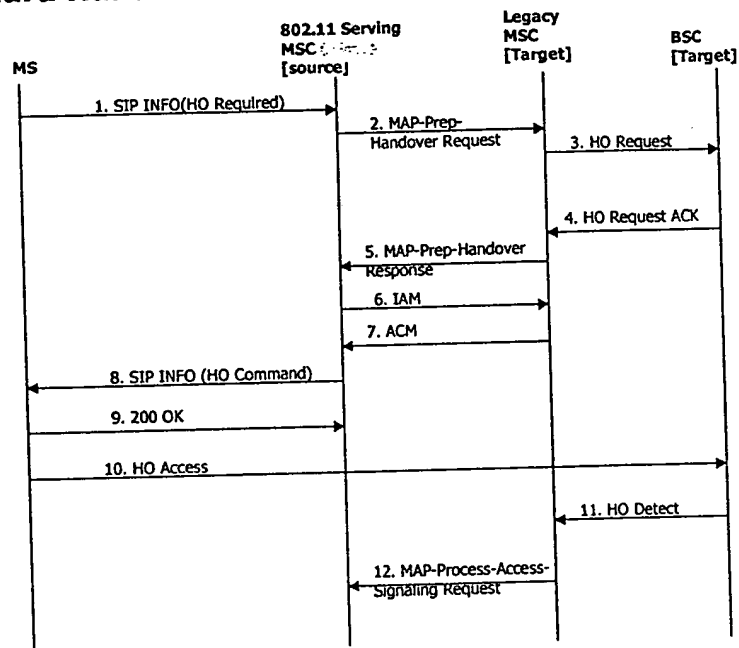 MS
802.11 Serving
MSC
[source]
Legacy
MSC
[Target]
BSC
[Target]
1. SIP INFO(HO Required)
2. MAP-Prep-
Handover Request
3. HO Request
4. HO Request ACK
5. MAP-Prep-Handover
Response
6. IAM
7. ACM
8. SIP INFO (HO Command)
9. 200 OK
10. HO Access
11. HO Detect
12. MAP-Process-Access-
Signaling Request